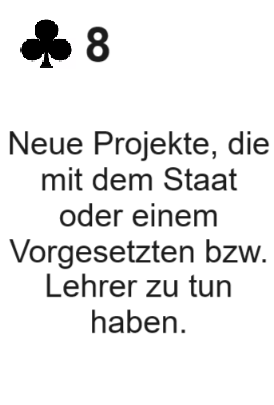 ♣ 8
Neue Projekte, die
mit dem Staat
oder einem
Vorgesetzten bzw.
Lehrer zu tun
haben.